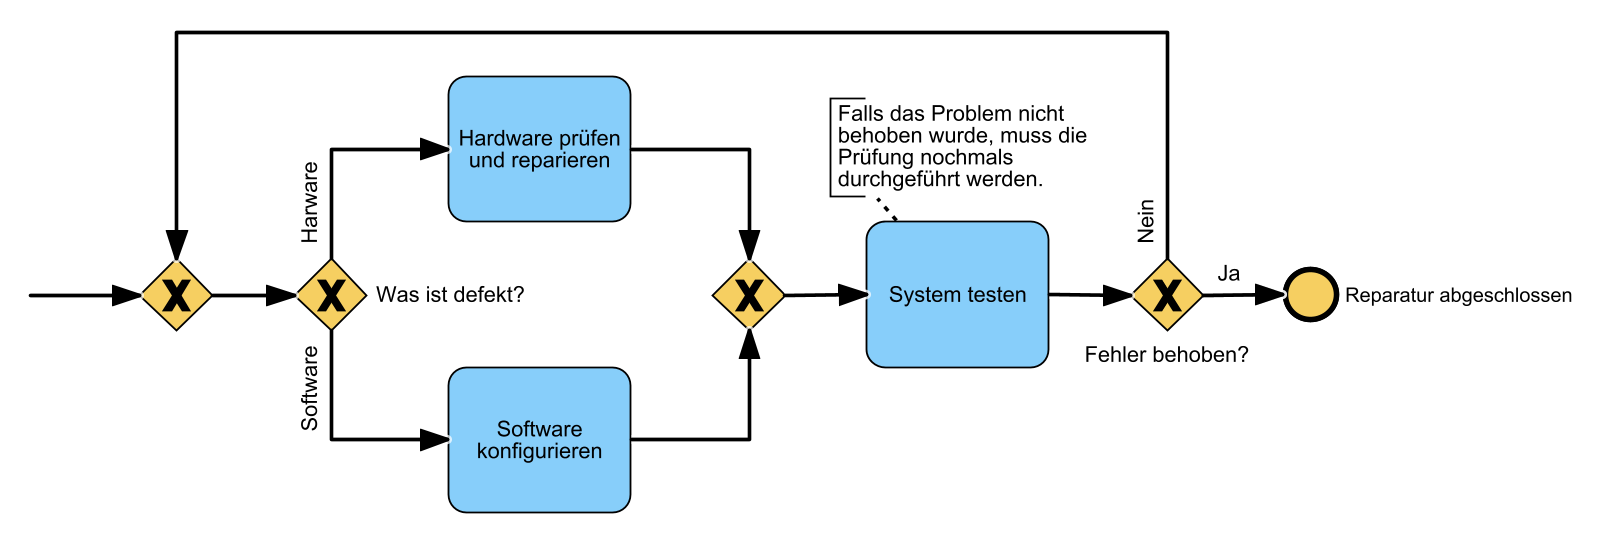 Harware
Software
Was ist defekt?
Hardware prüfen
und reparieren
Software
konfigurieren
Falls das Problem nicht
behoben wurde, muss die
Prüfung nochmals
durchgeführt werden.
System testen
Nein
Ja
Fehler behoben?
Reparatur abgeschlossen